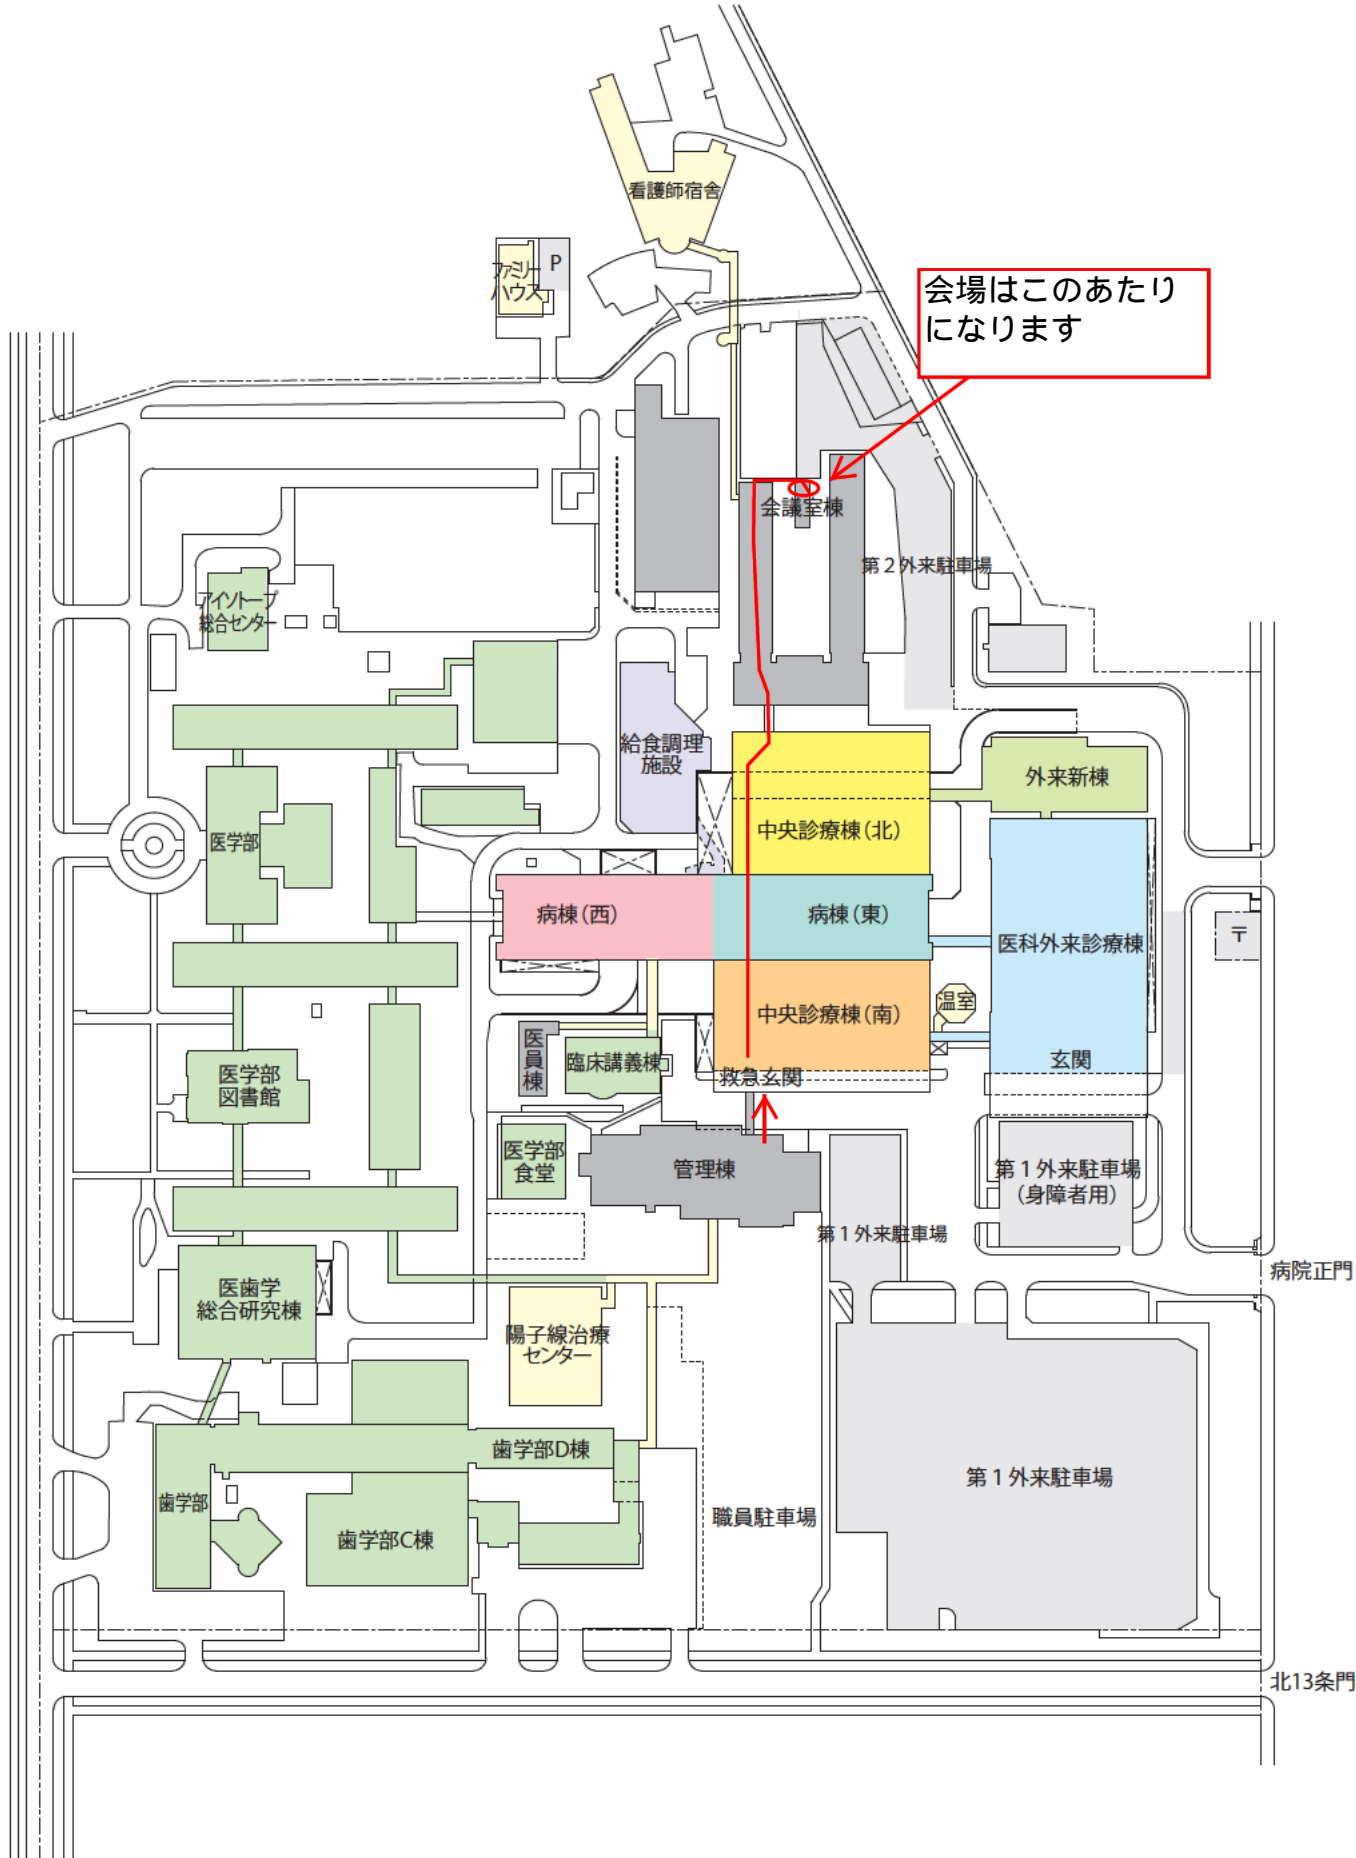 看護師宿舎
ファミリー
ハウス
P
会場はこのあたり
になります
会議室棟
第２外来駐車場
アイソトープ
総合センター
給食調理
施設
外来新棟
中央診療棟（北）
医学部
病棟（西）
病棟（東）
医科外来診療棟
〒
温室
中央診療棟（南）
医
員
棟
臨床講義棟
玄関
救急玄関
医学部
図書館
医学部
食堂
管理棟
第１外来駐車場
（身障者用）
第１外来駐車場
病院正門
医歯学
総合研究棟
陽子線治療
センター
歯学部D棟
第１外来駐車場
歯学部
職員駐車場
歯学部C棟
北13条門